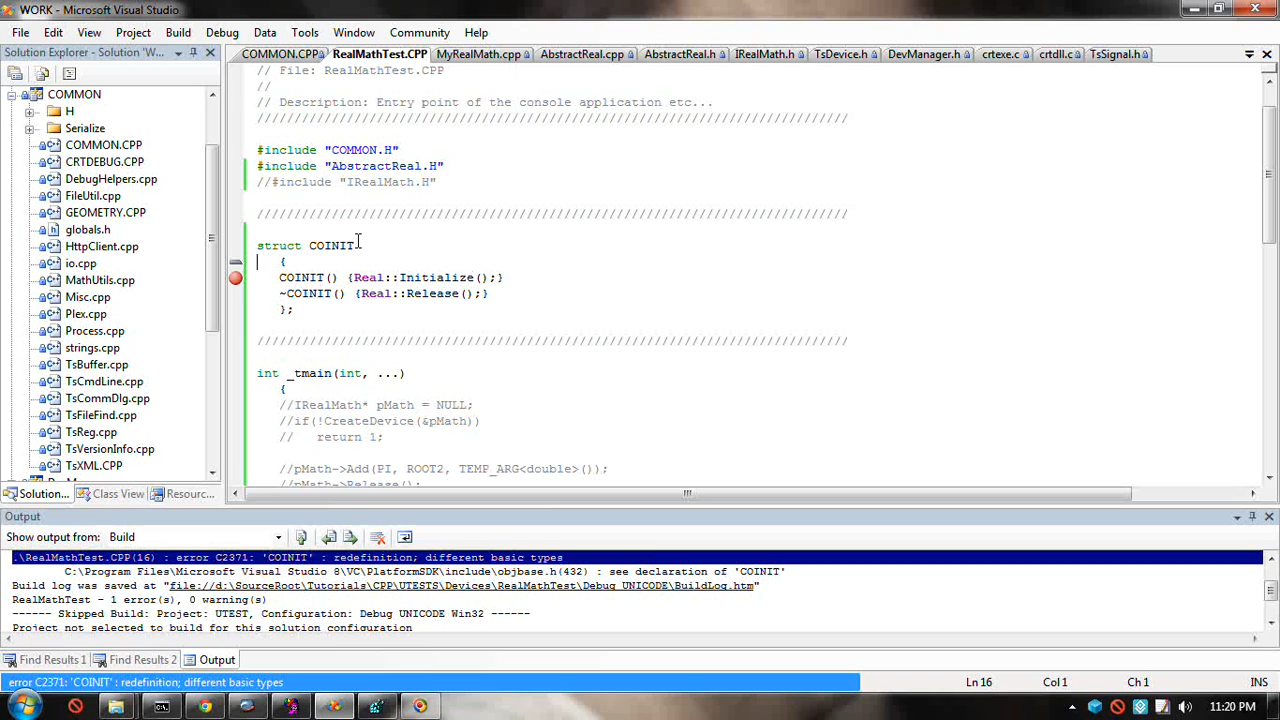 WORK - Microsoft Visual Studio
File Edit View Project Build Debug Data Tools Window Community Help
Solution Explorer - Solution 'W...
COMMON.CPP RealMathTest.CPP MyRealMath.cpp AbstractReal.cpp AbstractReal.h IRealMath.h TsDevice.h DevManager.h crtexe.c crtdll.c TsSignal.h
COMMON
H
Serialize
COMMON.CPP
CRTDEBUG.CPP
DebugHelpers.cpp
FileUtil.cpp
GEOMETRY.CPP
globals.h
HttpClient.cpp
io.cpp
MathUtils.cpp
Misc.cpp
Plex.cpp
Process.cpp
strings.cpp
TsBuffer.cpp
TsCmdLine.cpp
TsCommDlg.cpp
TsFileFind.cpp
TsReg.cpp
TsVersionInfo.cpp
TsXML.CPP
Solution... Class View Resourc...
// File: RealMathTest.CPP
//
// Description: Entry point of the console application etc...
///////////////////////////////////////////////////////////////////////////////
#include "COMMON.H"
#include "AbstractReal.H"
//#include "IRealMath.H"
///////////////////////////////////////////////////////////////////////////////
struct COINIT
{
COINIT() {Real::Initialize();}
~COINIT() {Real::Release();}
};
///////////////////////////////////////////////////////////////////////////////
int _tmain(int, ...)
{
//IRealMath* pMath = NULL;
//if(!CreateDevice(&pMath))
// return 1;
//pMath->Add(PI, ROOT2, TEMP_ARG<double>());
//pMath->Release();
Output
Show output from: Build
.\RealMathTest.CPP(16) : error C2371: 'COINIT' : redefinition; different basic types
C:\Program Files\Microsoft Visual Studio 8\VC\PlatformSDK\include\objbase.h(432) : see declaration of 'COINIT'
Build log was saved at "file://d:\SourceRoot\Tutorials\CPP\UTESTS\Devices\RealMathTest\Debug UNICODE\BuildLog.htm"
RealMathTest - 1 error(s), 0 warning(s)
------ Skipped Build: Project: UTEST, Configuration: Debug UNICODE Win32 ------
Project not selected to build for this solution configuration
Find Results 1 Find Results 2 Output
error C2371: 'COINIT' : redefinition; different basic types Ln 16 Col 1 Ch 1 INS
11:20 PM